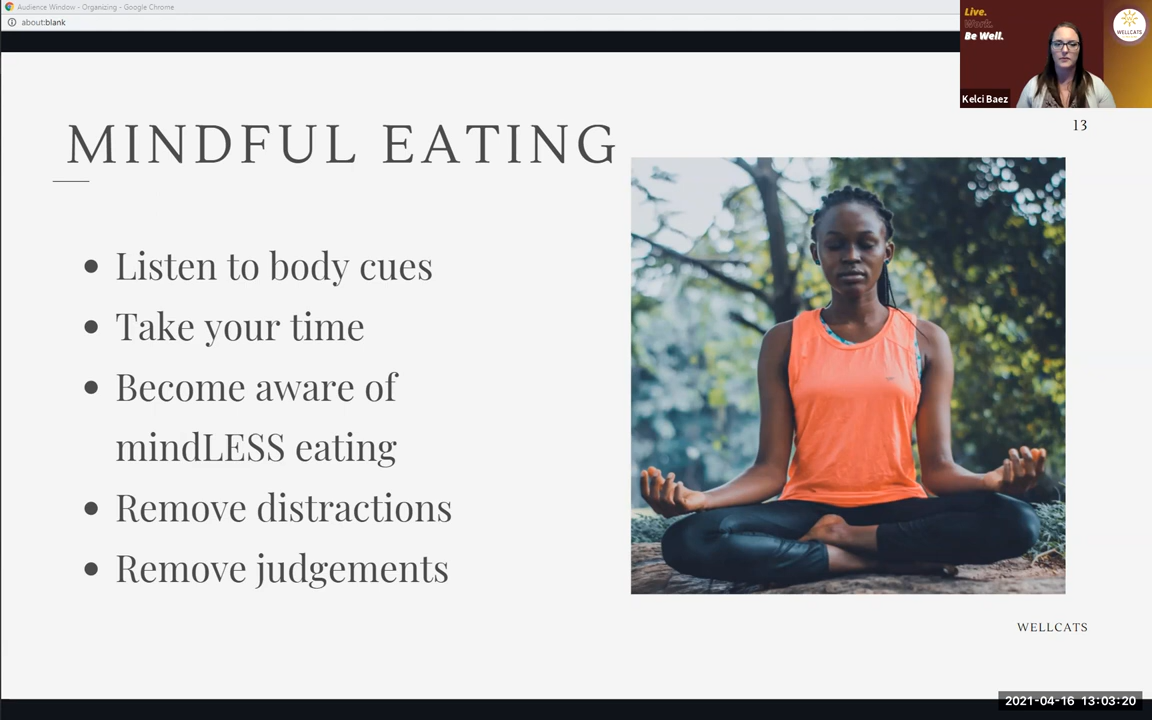 Audience Window - Organizing - Google Chrome
about:blank
Live.
Work.
Be Well.
WELLCATS
Kelci Baez
13
MINDFUL EATING
Listen to body cues
Take your time
Become aware of
mindLESS eating
Remove distractions
Remove judgements
WELLCATS
2021-04-16 13:03:20